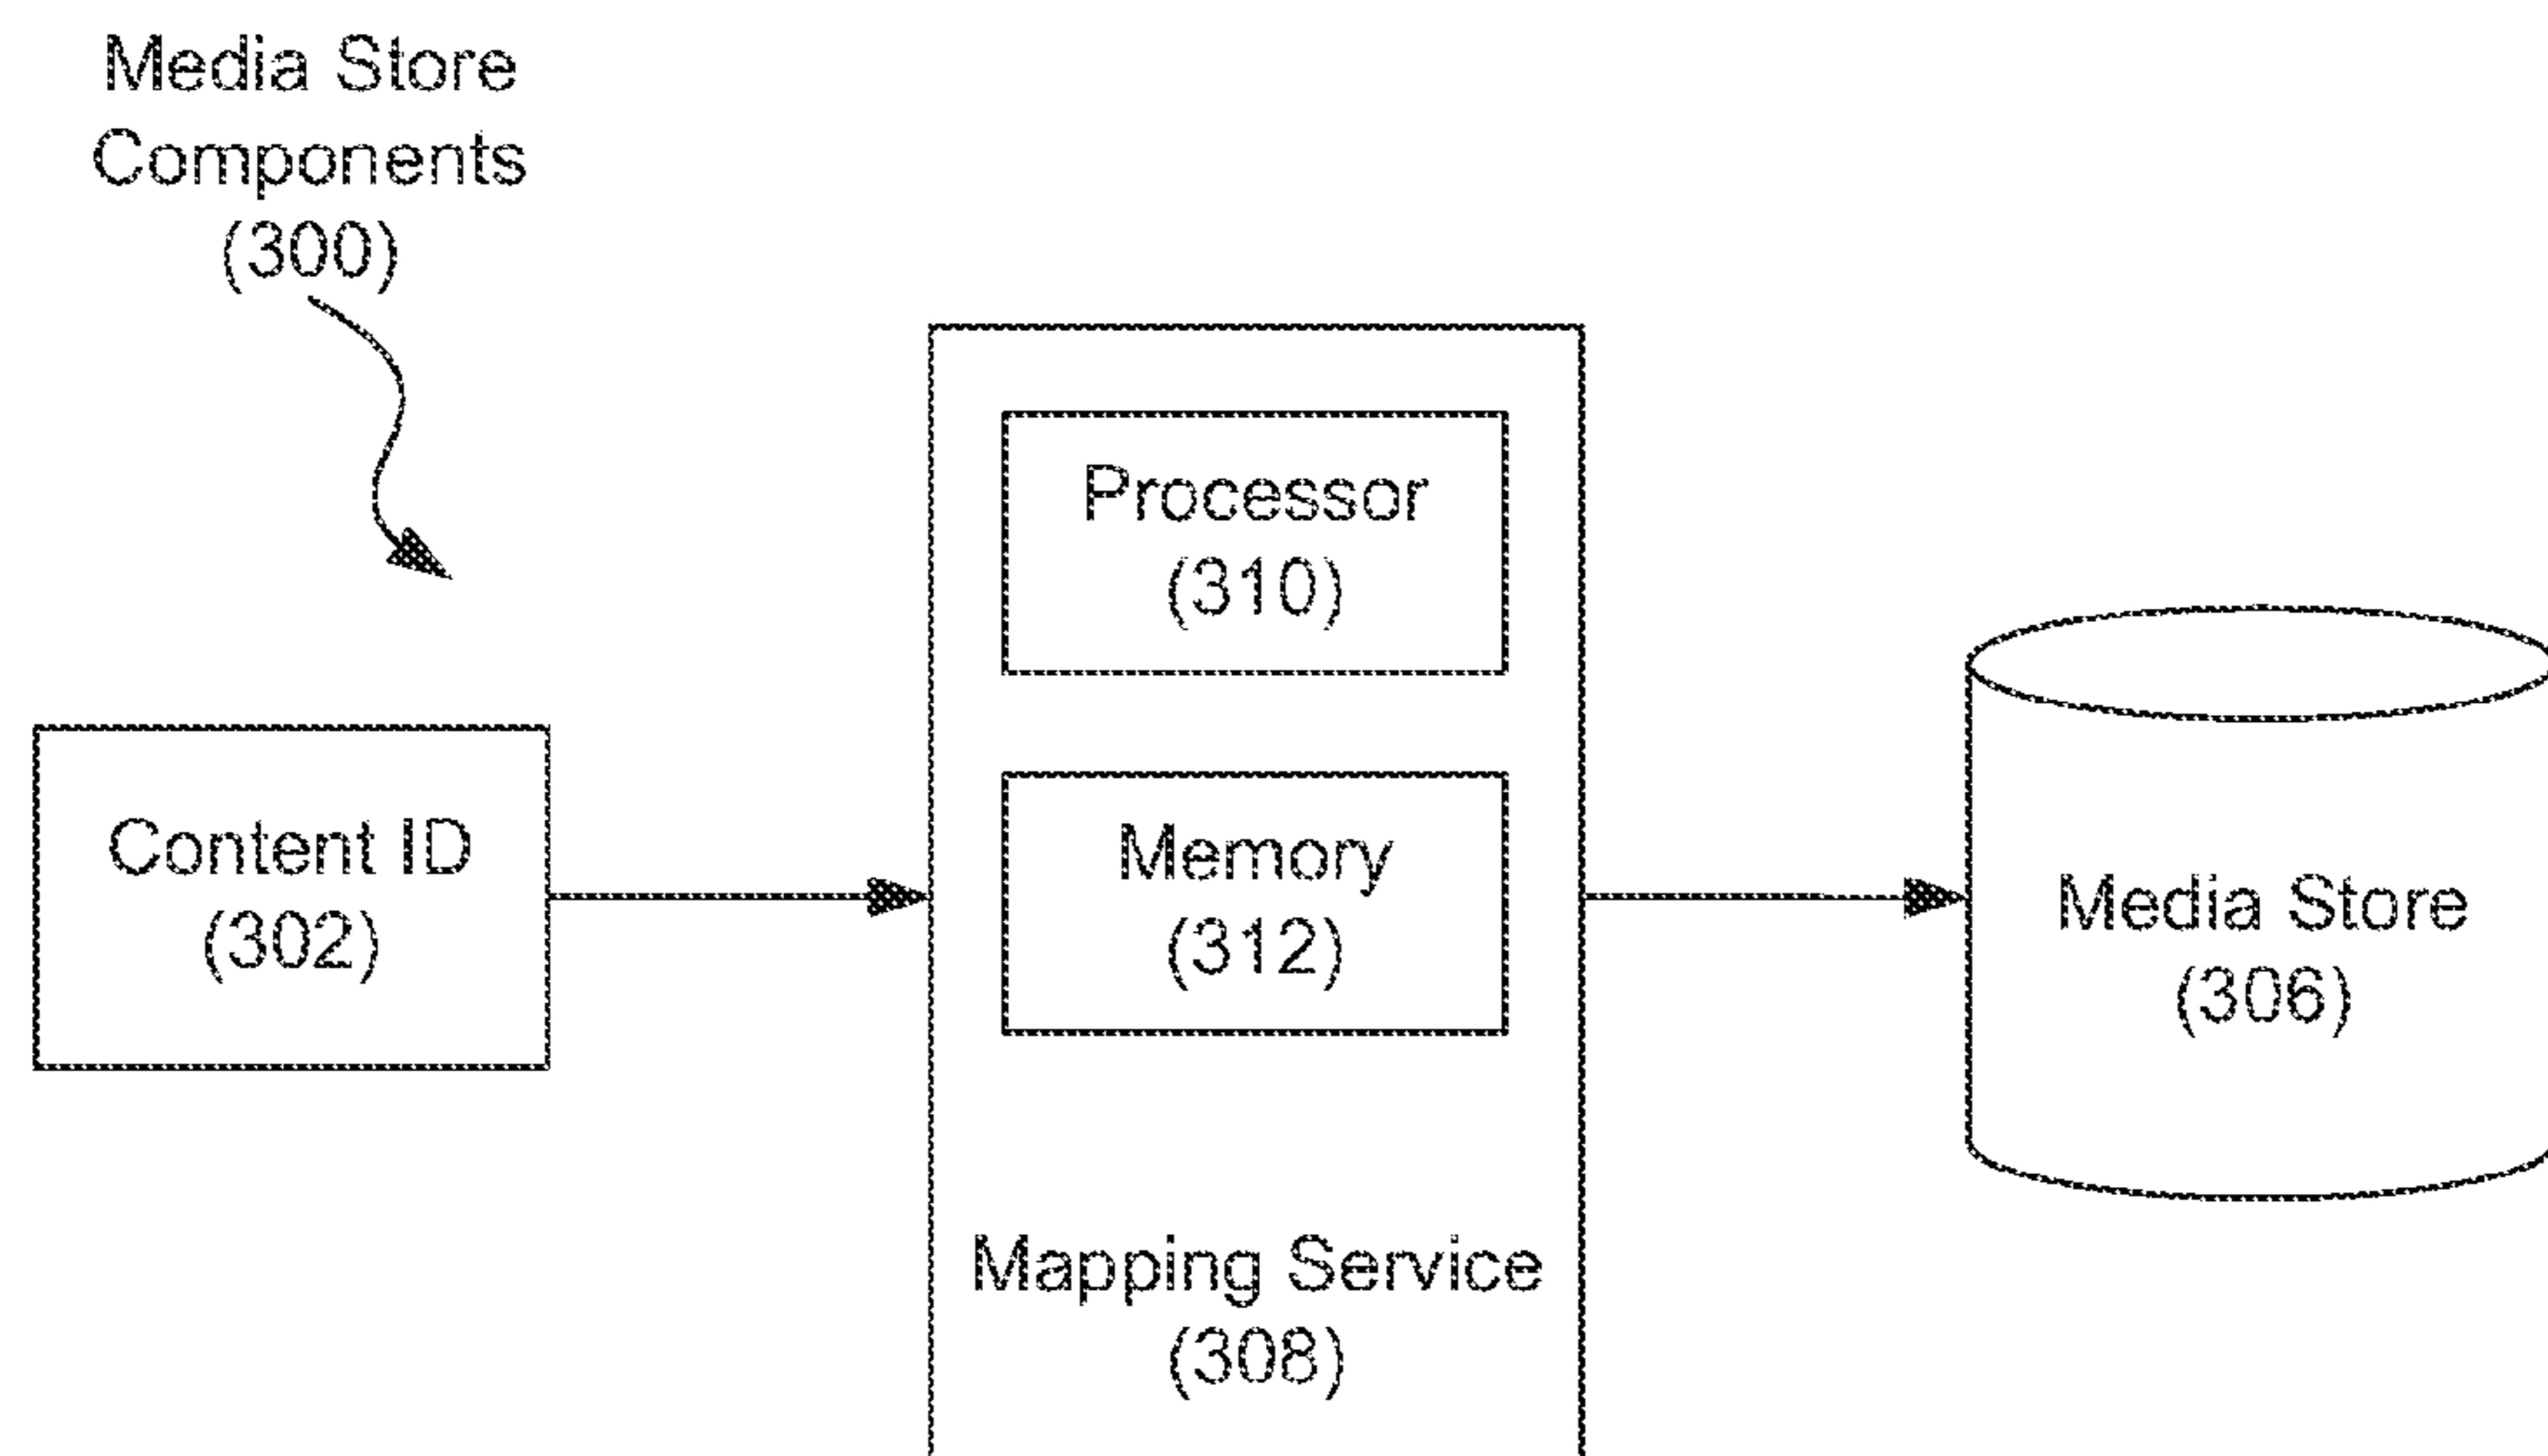 Media Store
Components
(300)
Processor
(310)
Content ID
(302)
Memory
(312)
Media Store
(306)
Mapping Service
(308)